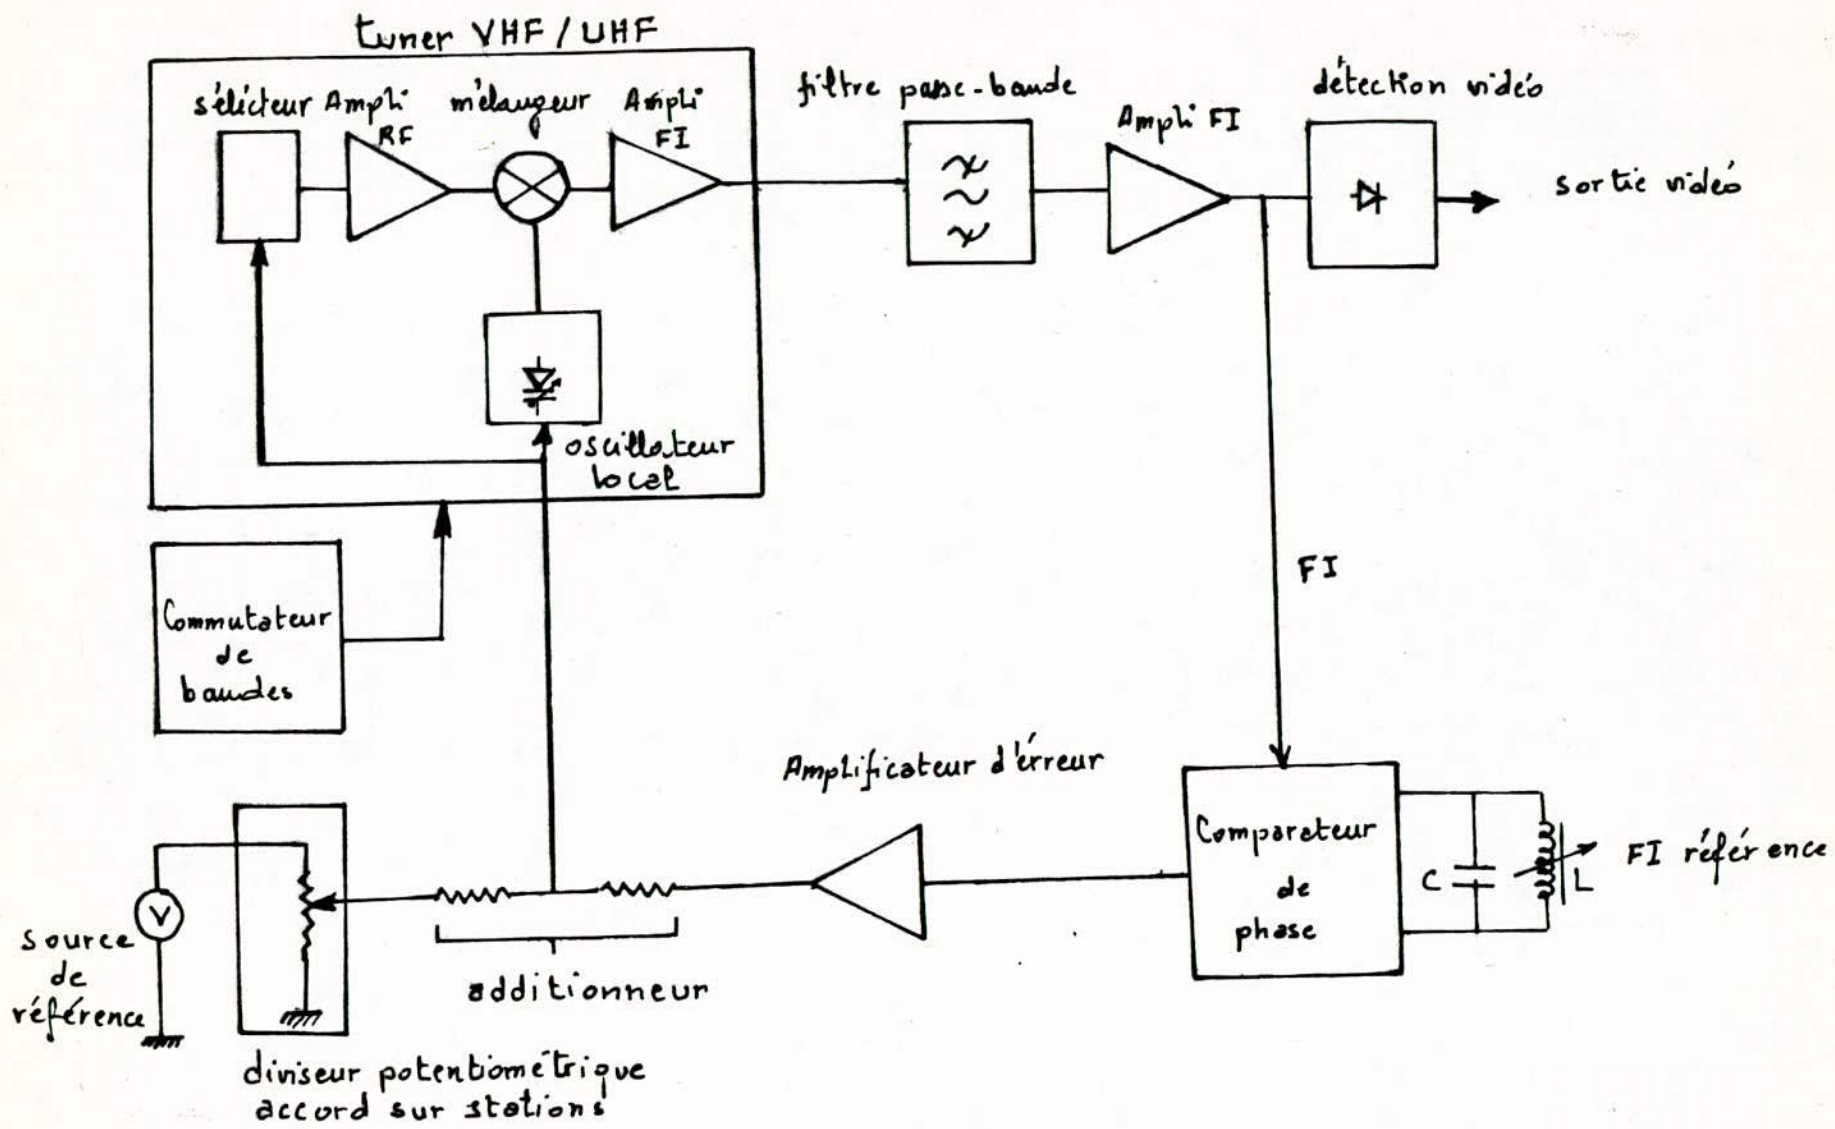 tuner VHF / UHF
sélécteur
Ampli
RF
mélangeur
Ampli
FI
filtre passe-bande
Ampli FI
détection vidéo
sortie vidéo
oscillateur
local
Commutateur
de
bandes
FI
Amplificateur d'érreur
Comparateur
de
phase
C
L
FI référence
V
source
de
référence
additionneur
diviseur potentiométrique
accord sur stations